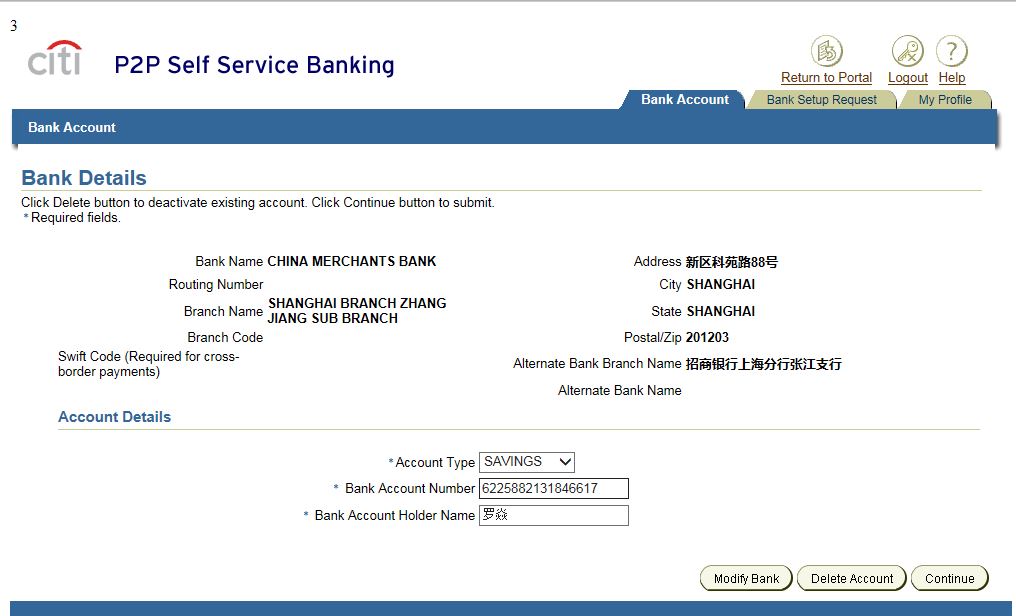 3
citi
P2P Self Service Banking
Return to Portal
Logout
Help
Bank Account
Bank Setup Request
My Profile
Bank Account
Bank Details
Click Delete button to deactivate existing account. Click Continue button to submit.
*Required fields.
Bank Name CHINA MERCHANTS BANK
Address 新区科苑路88号
Routing Number
City SHANGHAI
Branch Name SHANGHAI BRANCH ZHANG
JIANG SUB BRANCH
State SHANGHAI
Branch Code
Postal/Zip 201203
Swift Code (Required for cross-
border payments)
Alternate Bank Branch Name 招商银行上海分行张江支行
Alternate Bank Name
Account Details
*Account Type SAVINGS
* Bank Account Number 6225882131846617
* Bank Account Holder Name 罗焱
Modify Bank
Delete Account
Continue